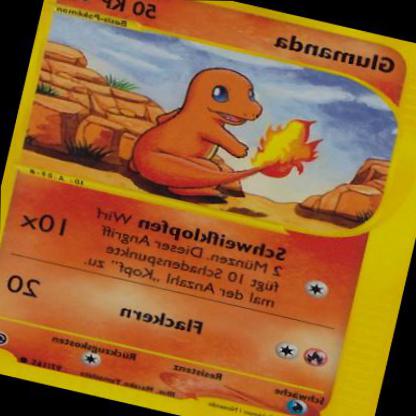 Glumanda
50 KP
Basis-Pokémon
Schweifklopfen Wirf
2 Münzen. Dieser Angriff
fügt 10 Schadenspunkte
mal der Anzahl „Kopf" zu.
10x
Flackern
20
Schwäche
Resistenz
Rückzugskosten